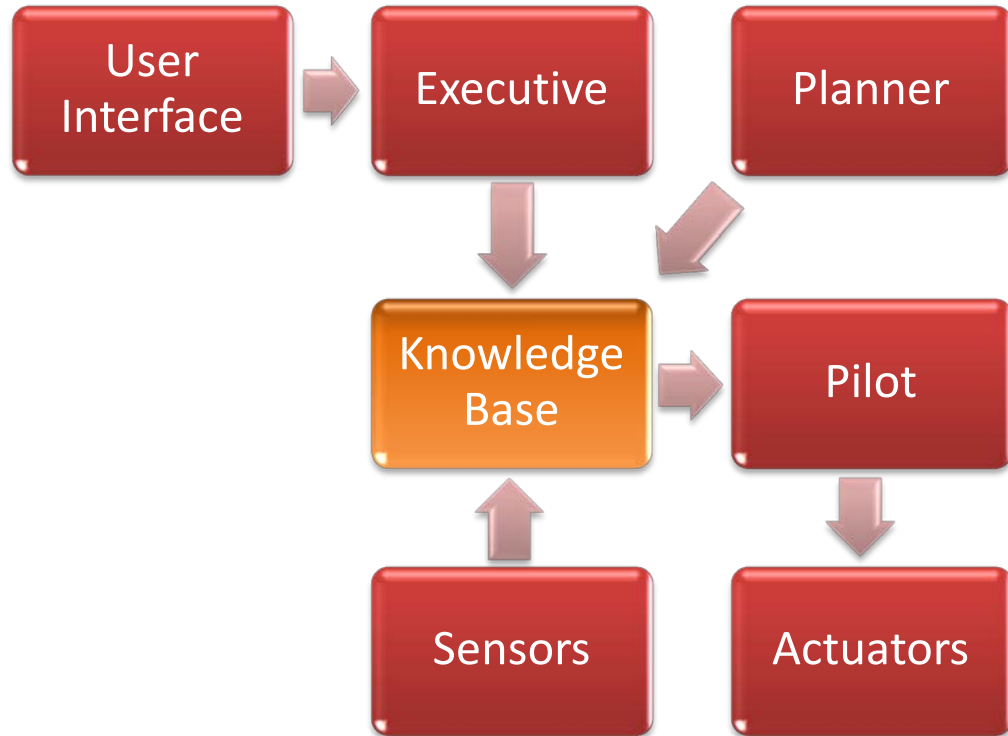 User
Interface
Executive
Planner
Knowledge
Base
Pilot
Sensors
Actuators